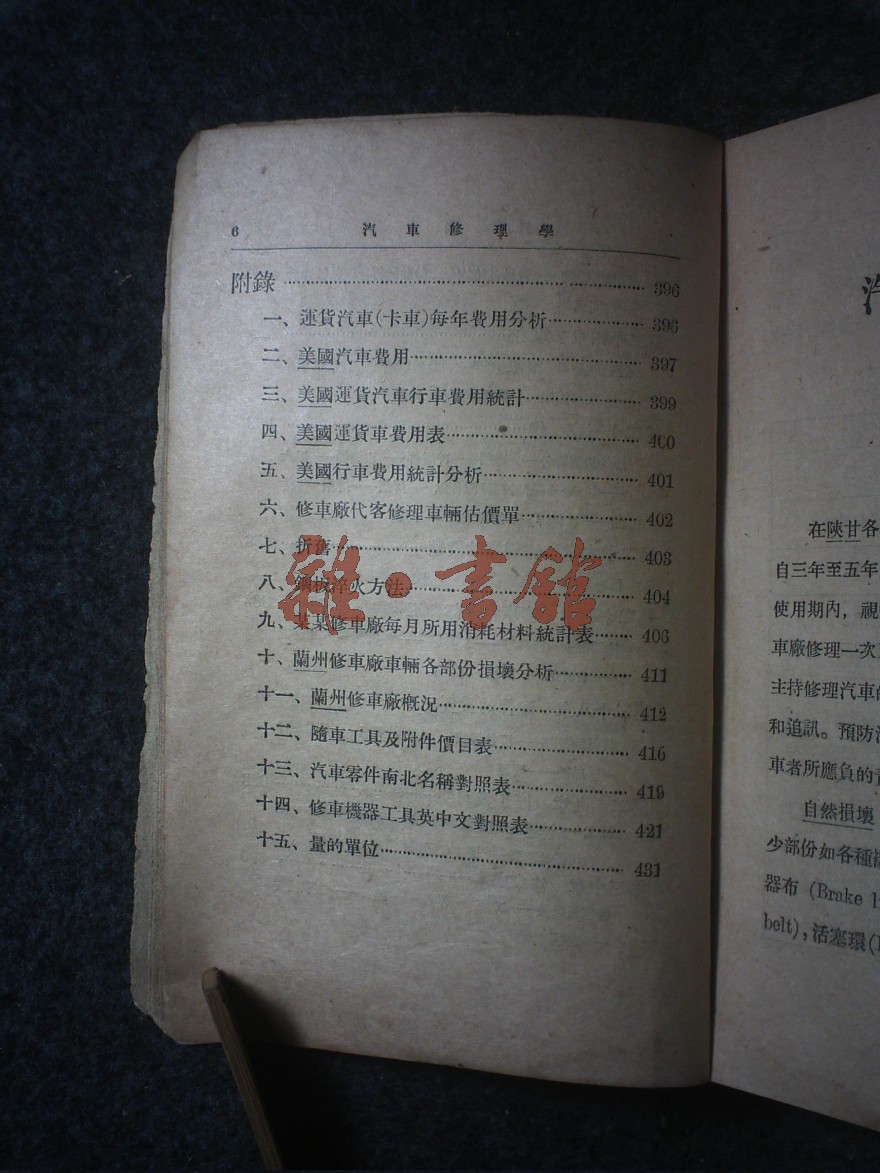 6 汽車修理學
附錄 396
一、運貨汽車(卡車)每年費用分析 396
二、美國汽車費用 397
三、美國運貨汽車行車費用統計 399
四、美國運貨車費用表 400
五、美國行車費用統計分析 401
六、修車廠代客修理車輛估價單 402
七、折舊 403
八、鋼板淬火方法 404
九、某某修車廠每月所用消耗材料統計表 406
十、蘭州修車廠車輛各部份損壞分析 411
十一、蘭州修車廠概況 412
十二、隨車工具及附件價目表 416
十三、汽車零件南北名稱對照表 419
十四、修車機器工具英中文對照表 421
十五、量的單位 431
雜·書館
在陝甘各
自三年至五年
使用期內，視
車廠修理一次
主持修理汽車的
和追訊。預防
車者所應負的責
自然損壞
少部份如各種
器布 (Brake li
belt)，活塞環(